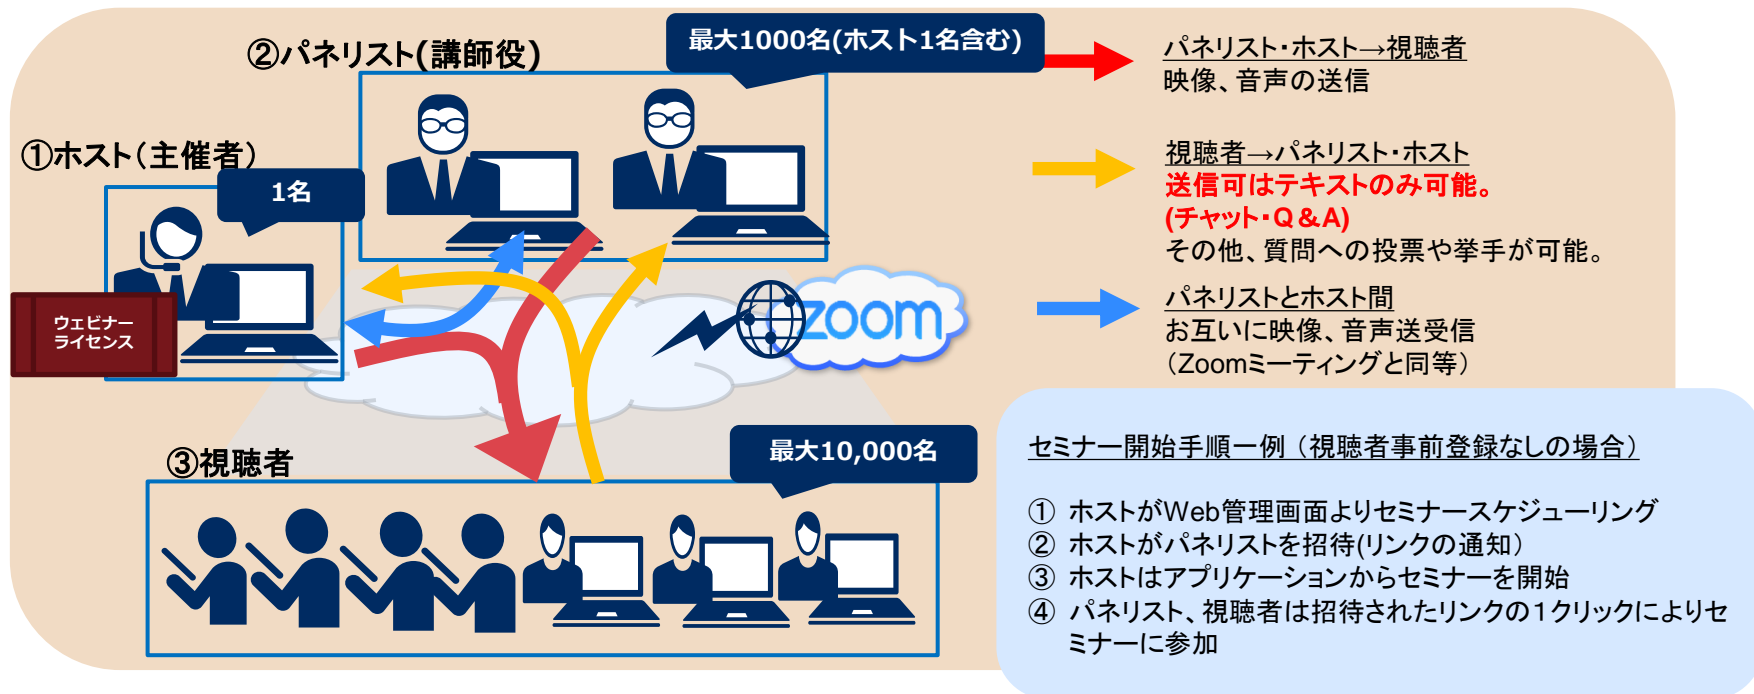 ②パネリスト(講師役)
最大1000名(ホスト1名含む)
①ホスト(主催者)
1名
ウェビナー
ライセンス
zoom
③視聴者
最大10,000名
パネリスト・ホスト→視聴者
映像、音声の送信
視聴者→パネリスト・ホスト
送信可はテキストのみ可能。
(チャット・Q&A)
その他、質問への投票や挙手が可能。
パネリストとホスト間
お互いに映像、音声送受信
(Zoomミーティングと同等)
セミナー開始手順一例(視聴者事前登録なしの場合)
① ホストがWeb管理画面よりセミナースケジューリング
② ホストがパネリストを招待(リンクの通知)
③ ホストはアプリケーションからセミナーを開始
④ パネリスト、視聴者は招待されたリンクの1クリックによりセ
ミナーに参加